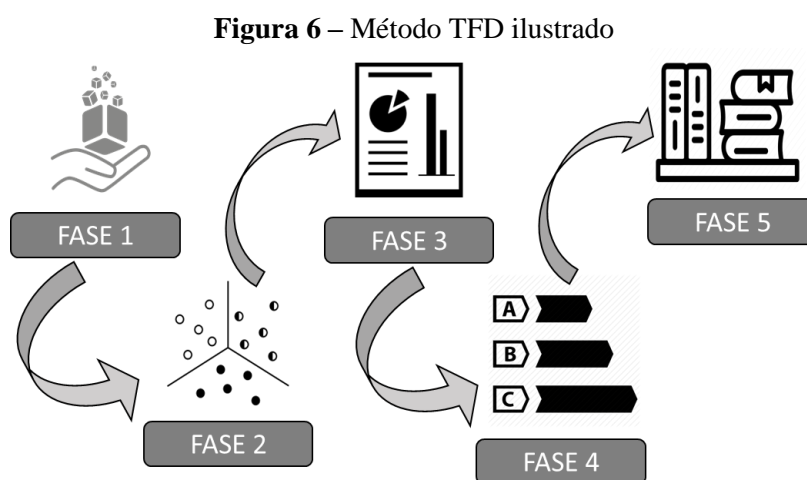 Figura 6 – Método TFD ilustrado
FASE 1
FASE 2
FASE 3
A
B
C
FASE 4
FASE 5